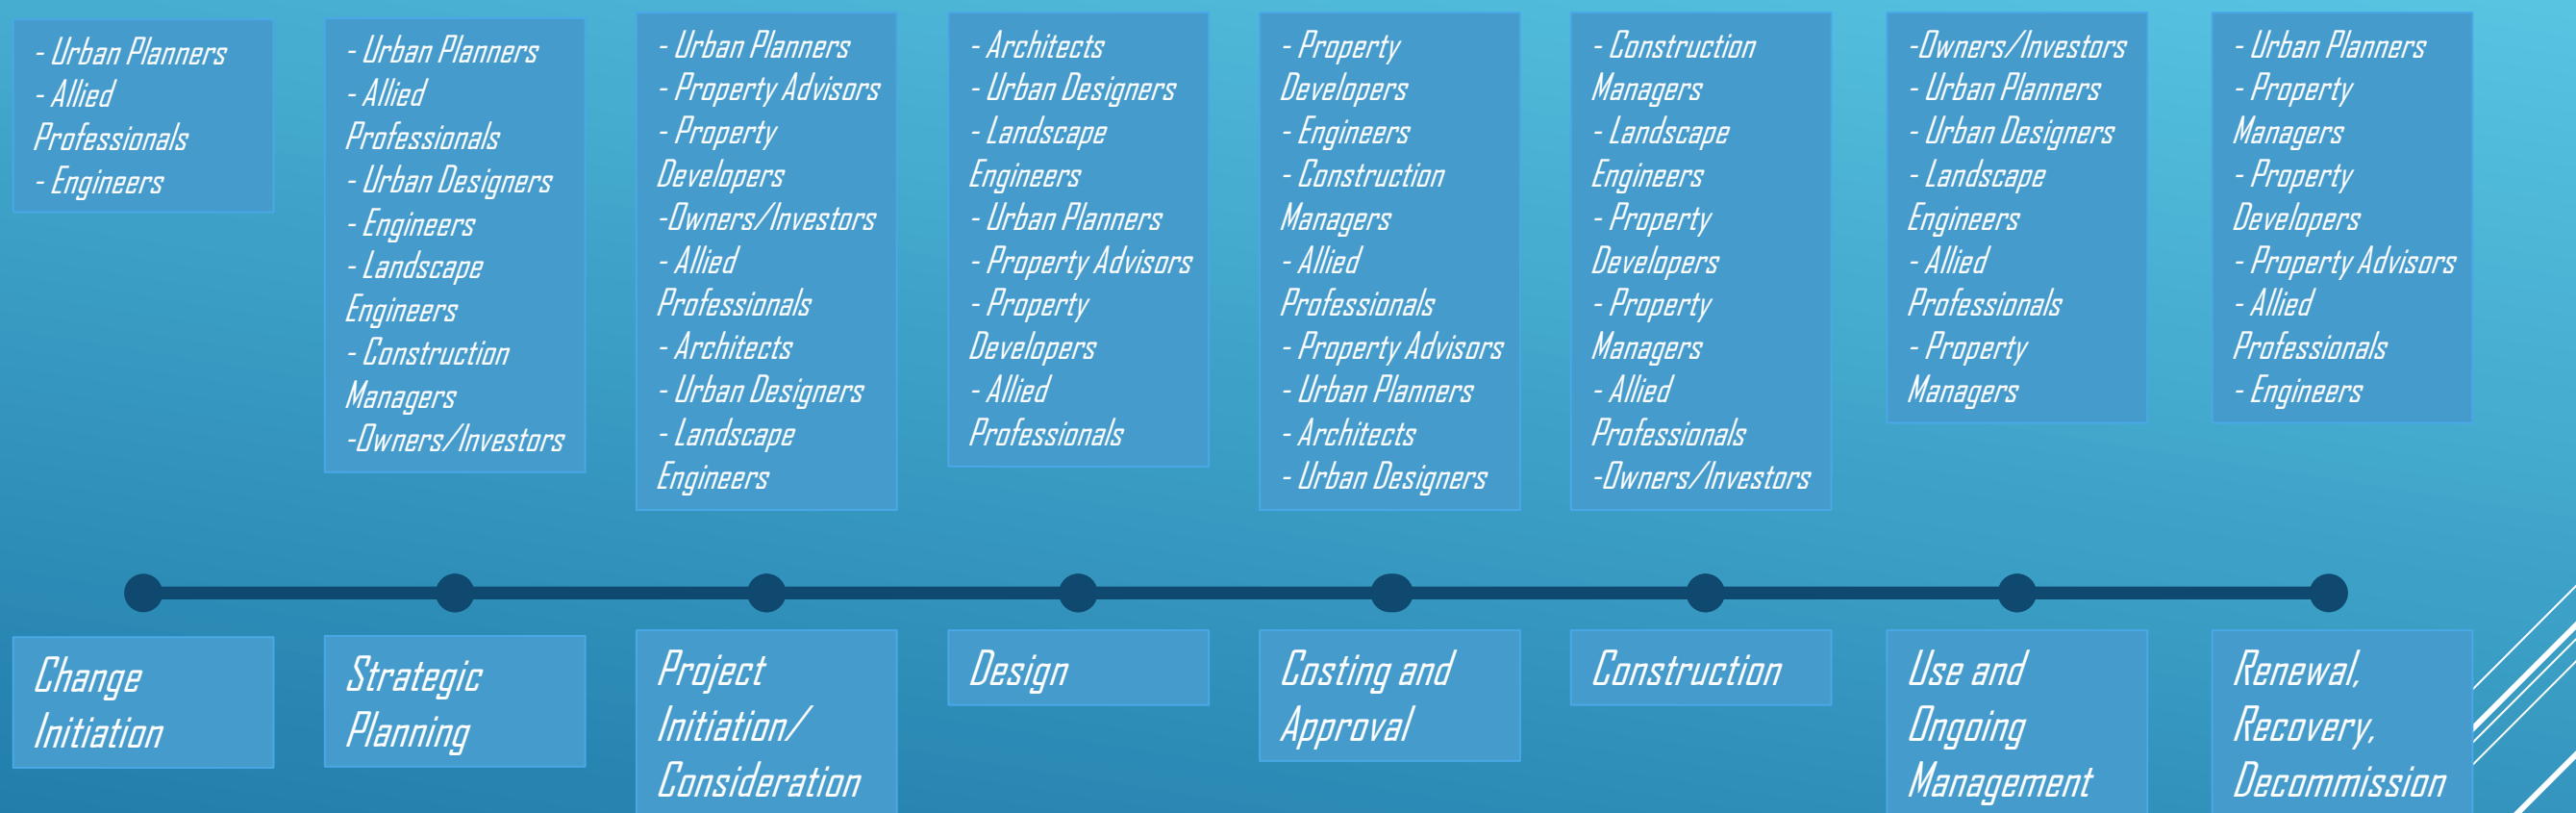 - Urban Planners
- Allied
Professionals
- Engineers
- Urban Planners
- Allied
Professionals
- Urban Designers
- Engineers
- Landscape
Engineers
- Construction
Managers
-Owners/Investors
- Urban Planners
- Property Advisors
- Property
Developers
-Owners/Investors
- Allied
Professionals
- Architects
- Urban Designers
- Landscape
Engineers
- Architects
- Urban Designers
- Landscape
Engineers
- Urban Planners
- Property Advisors
- Property
Developers
- Allied
Professionals
- Property
Developers
- Engineers
- Construction
Managers
- Allied
Professionals
- Property Advisors
- Urban Planners
- Architects
- Urban Designers
- Construction
Managers
- Landscape
Engineers
- Property
Developers
- Property
Managers
- Allied
Professionals
-Owners/Investors
-Owners/Investors
- Urban Planners
- Urban Designers
- Landscape
Engineers
- Allied
Professionals
- Property
Managers
- Urban Planners
- Property
Managers
- Property
Developers
- Property Advisors
- Allied
Professionals
- Engineers
Change
Initiation
Strategic
Planning
Project
Initiation/
Consideration
Design
Costing and
Approval
Construction
Use and
Ongoing
Management
Renewal,
Recovery,
Decommission